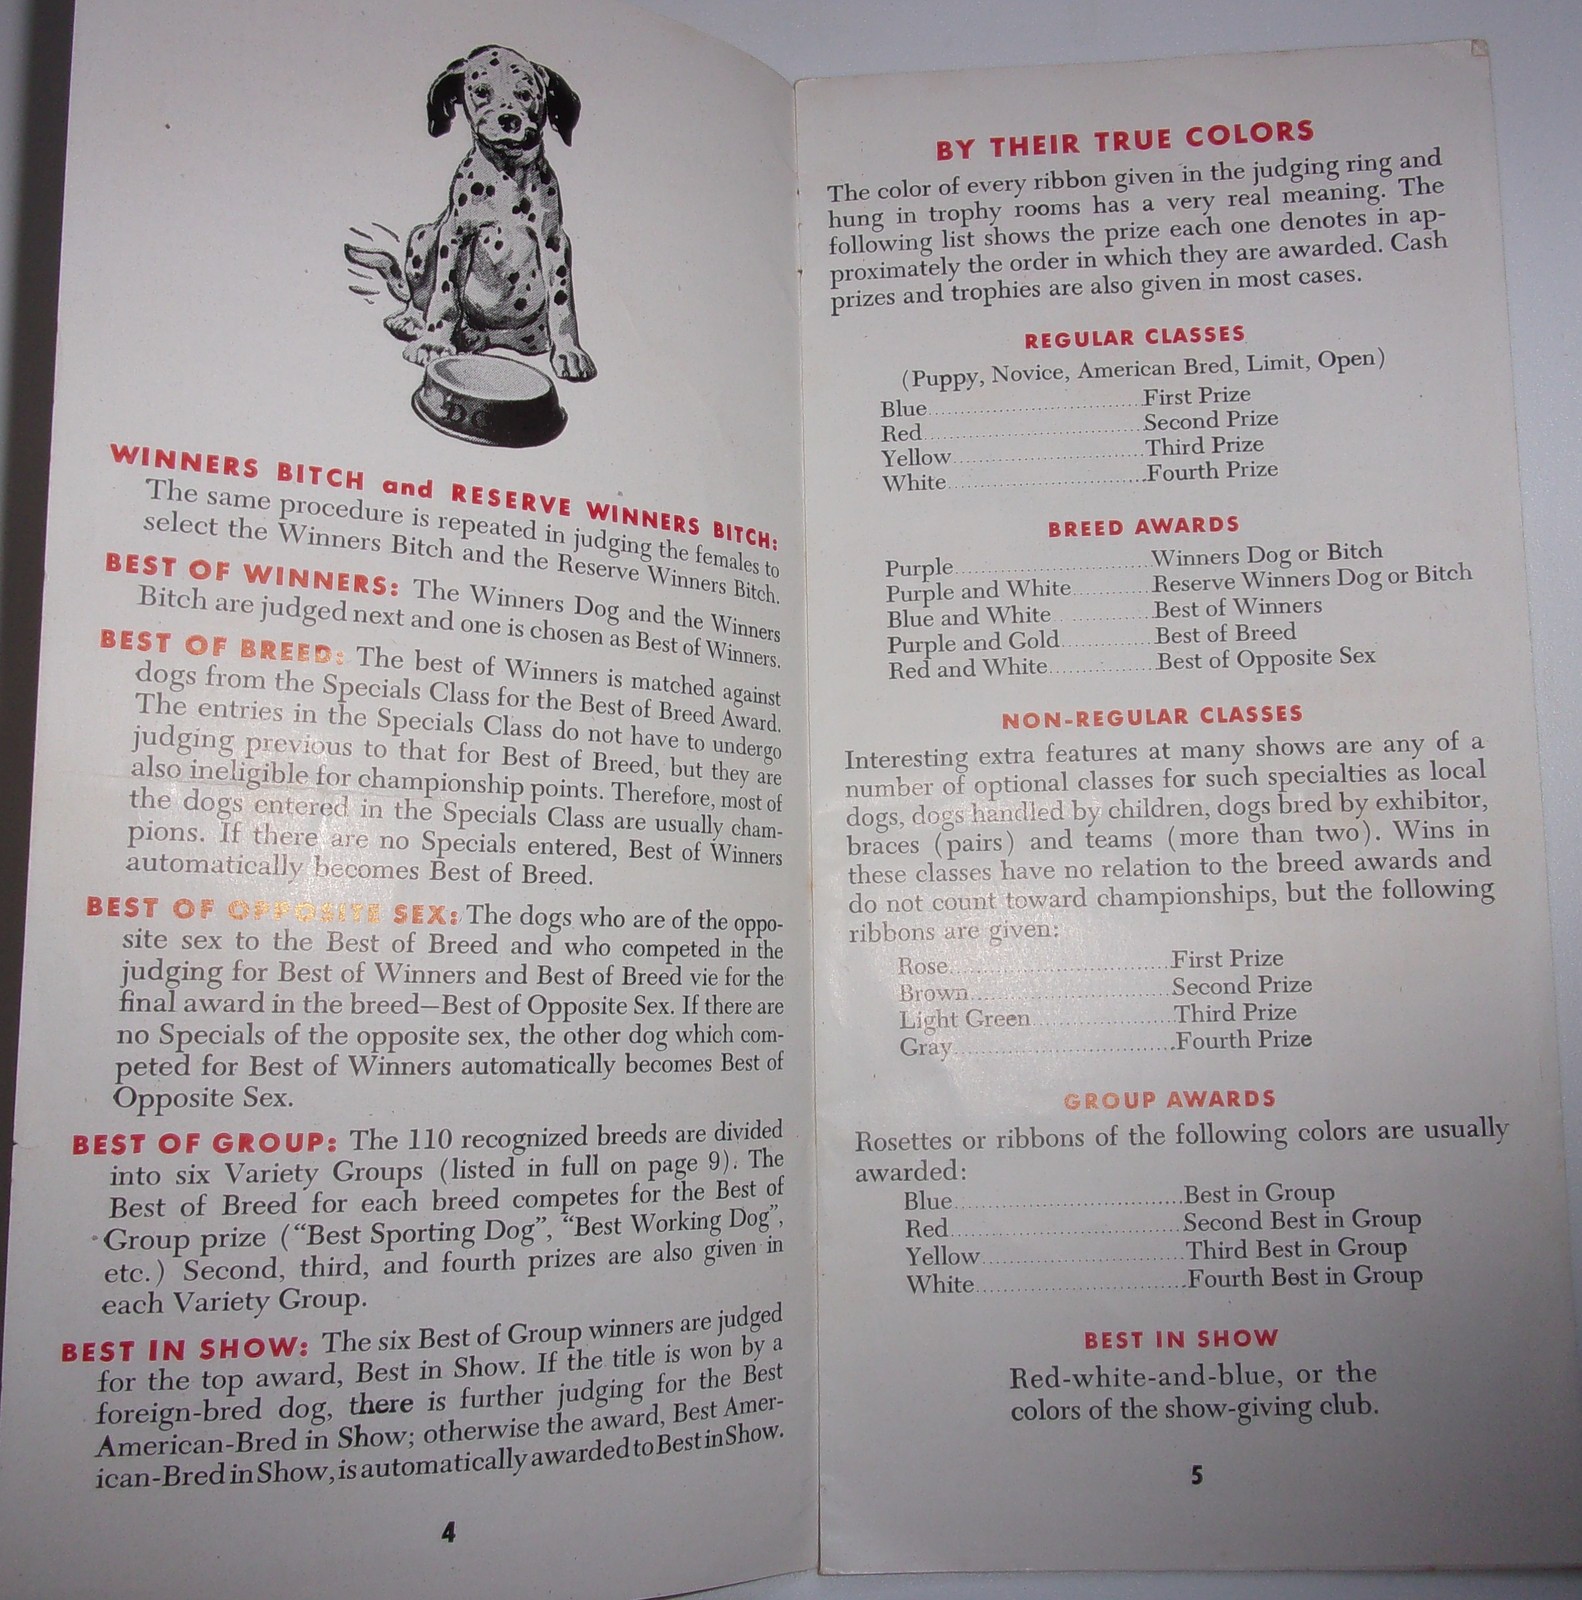 WINNERS BITCH and RESERVE WINNERS BITCH:
The same procedure is repeated in judging the females to
select the Winners Bitch and the Reserve Winners Bitch.
BEST OF WINNERS: The Winners Dog and the Winners
Bitch are judged next and one is chosen as Best of Winners.
BEST OF BREED: The best of Winners is matched against
dogs from the Specials Class for the Best of Breed Award.
The entries in the Specials Class do not have to undergo
judging previous to that for Best of Breed, but they are
also ineligible for championship points. Therefore, most of
the dogs entered in the Specials Class are usually cham-
pions. If there are no Specials entered, Best of Winners
automatically becomes Best of Breed.
BEST OF OPPOSITE SEX: The dogs who are of the oppo-
site sex to the Best of Breed and who competed in the
judging for Best of Winners and Best of Breed vie for the
final award in the breed—Best of Opposite Sex. If there are
no Specials of the opposite sex, the other dog which com-
peted for Best of Winners automatically becomes Best of
Opposite Sex.
BEST OF GROUP: The 110 recognized breeds are divided
into six Variety Groups (listed in full on page 9). The
Best of Breed for each breed competes for the Best of
Group prize (“Best Sporting Dog”, “Best Working Dog”,
etc.) Second, third, and fourth prizes are also given in
each Variety Group.
BEST IN SHOW: The six Best of Group winners are judged
for the top award, Best in Show. If the title is won by a
foreign-bred dog, there is further judging for the Best
American-Bred in Show; otherwise the award, Best Amer-
ican-Bred in Show, is automatically awarded to Best in Show.
4
BY THEIR TRUE COLORS
The color of every ribbon given in the judging ring and
hung in trophy rooms has a very real meaning. The
following list shows the prize each one denotes in ap-
proximately the order in which they are awarded. Cash
prizes and trophies are also given in most cases.
REGULAR CLASSES
(Puppy, Novice, American Bred, Limit, Open)
Blue..............................First Prize
Red..............................Second Prize
Yellow..............................Third Prize
White..............................Fourth Prize
BREED AWARDS
Purple..............................Winners Dog or Bitch
Purple and White............Reserve Winners Dog or Bitch
Blue and White...............Best of Winners
Purple and Gold..............Best of Breed
Red and White................Best of Opposite Sex
NON-REGULAR CLASSES
Interesting extra features at many shows are any of a
number of optional classes for such specialties as local
dogs, dogs handled by children, dogs bred by exhibitor,
braces (pairs) and teams (more than two). Wins in
these classes have no relation to the breed awards and
do not count toward championships, but the following
ribbons are given:
Rose..............................First Prize
Brown..............................Second Prize
Light Green....................Third Prize
Gray..............................Fourth Prize
GROUP AWARDS
Rosettes or ribbons of the following colors are usually
awarded:
Blue..............................Best in Group
Red..............................Second Best in Group
Yellow..............................Third Best in Group
White..............................Fourth Best in Group
BEST IN SHOW
Red-white-and-blue, or the
colors of the show-giving club.
5